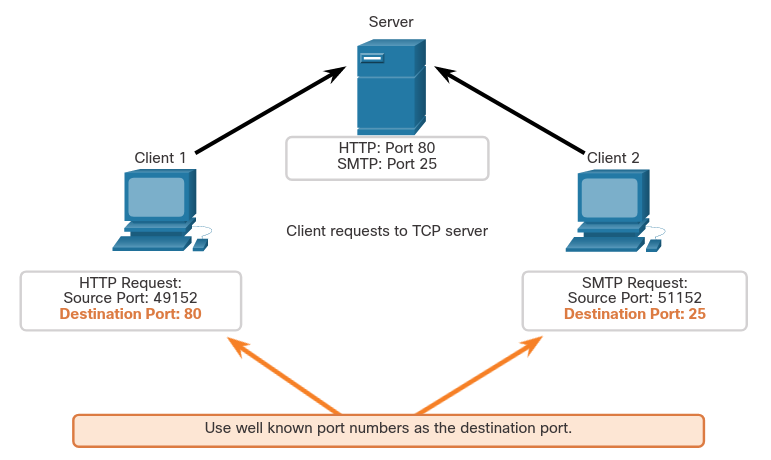 Server
HTTP: Port 80
SMTP: Port 25
Client 1
Client 2
Client requests to TCP server
HTTP Request:
Source Port: 49152
Destination Port: 80
SMTP Request:
Source Port: 51152
Destination Port: 25
Use well known port numbers as the destination port.